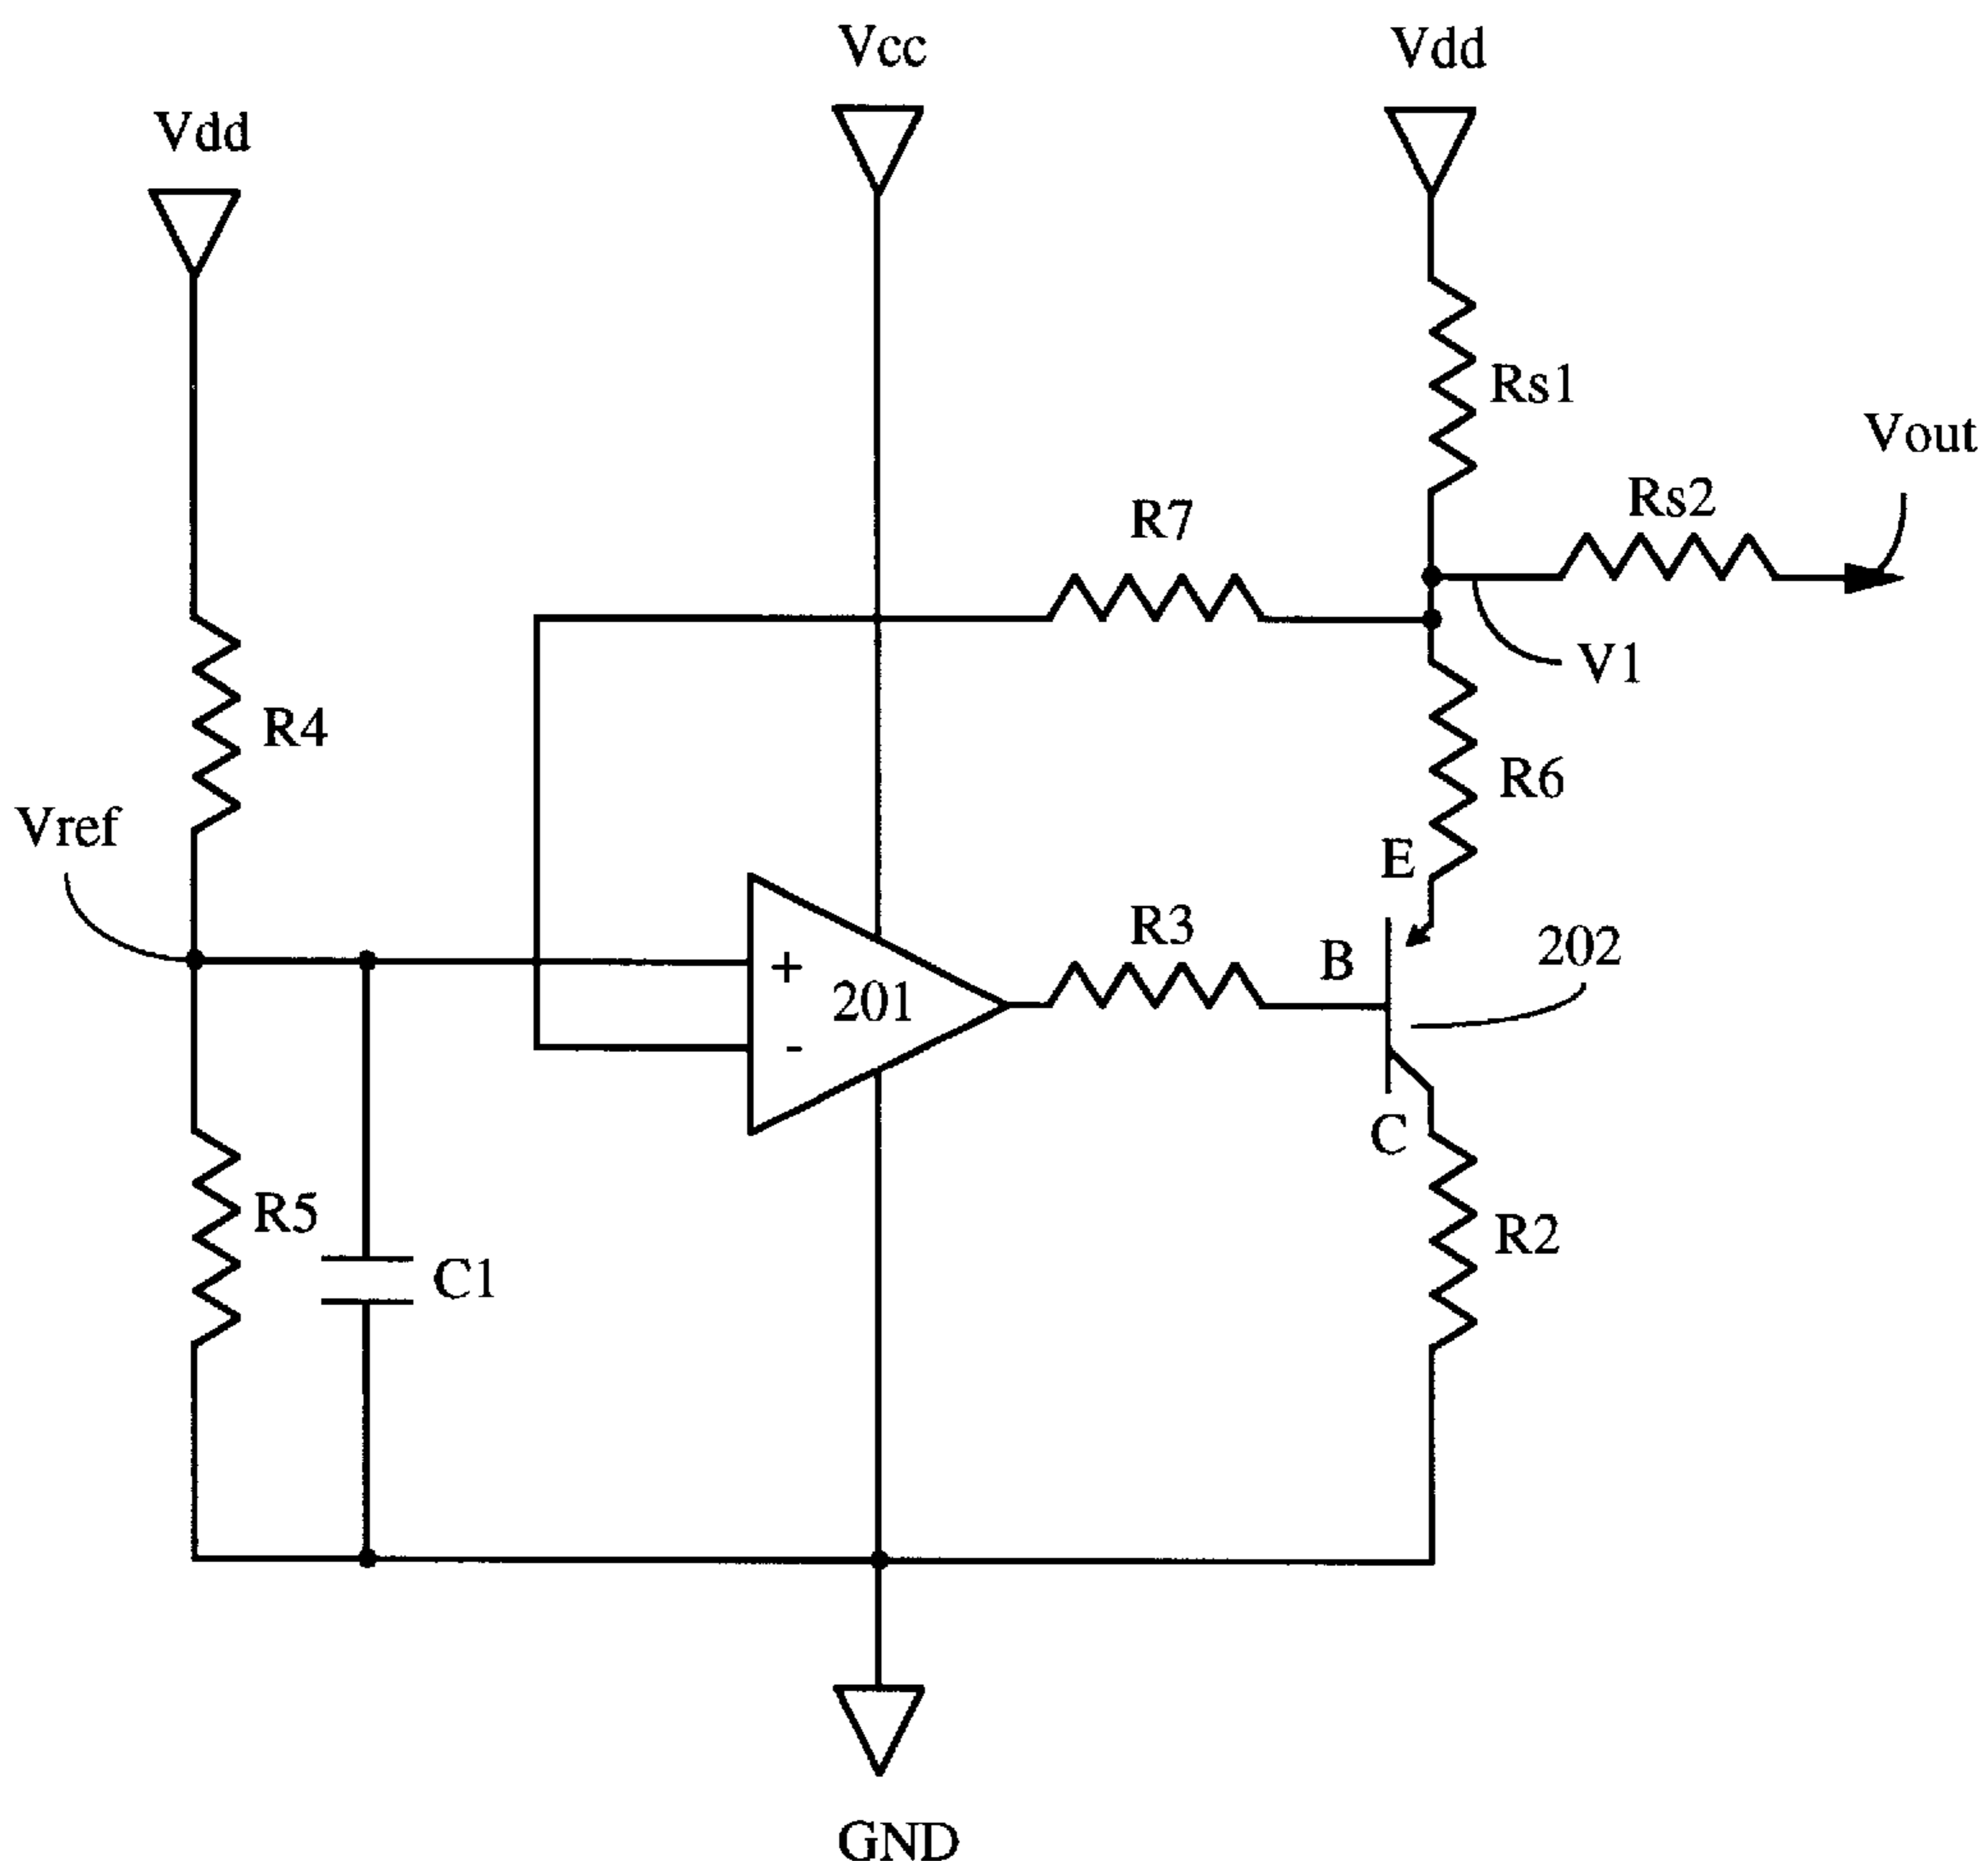 Vcc
Vdd
Vdd
Rs1
Vout
Rs2
R7
V1
R4
R6
Vref
E
R3
B
202
+
201
-
C
R5
R2
C1
GND